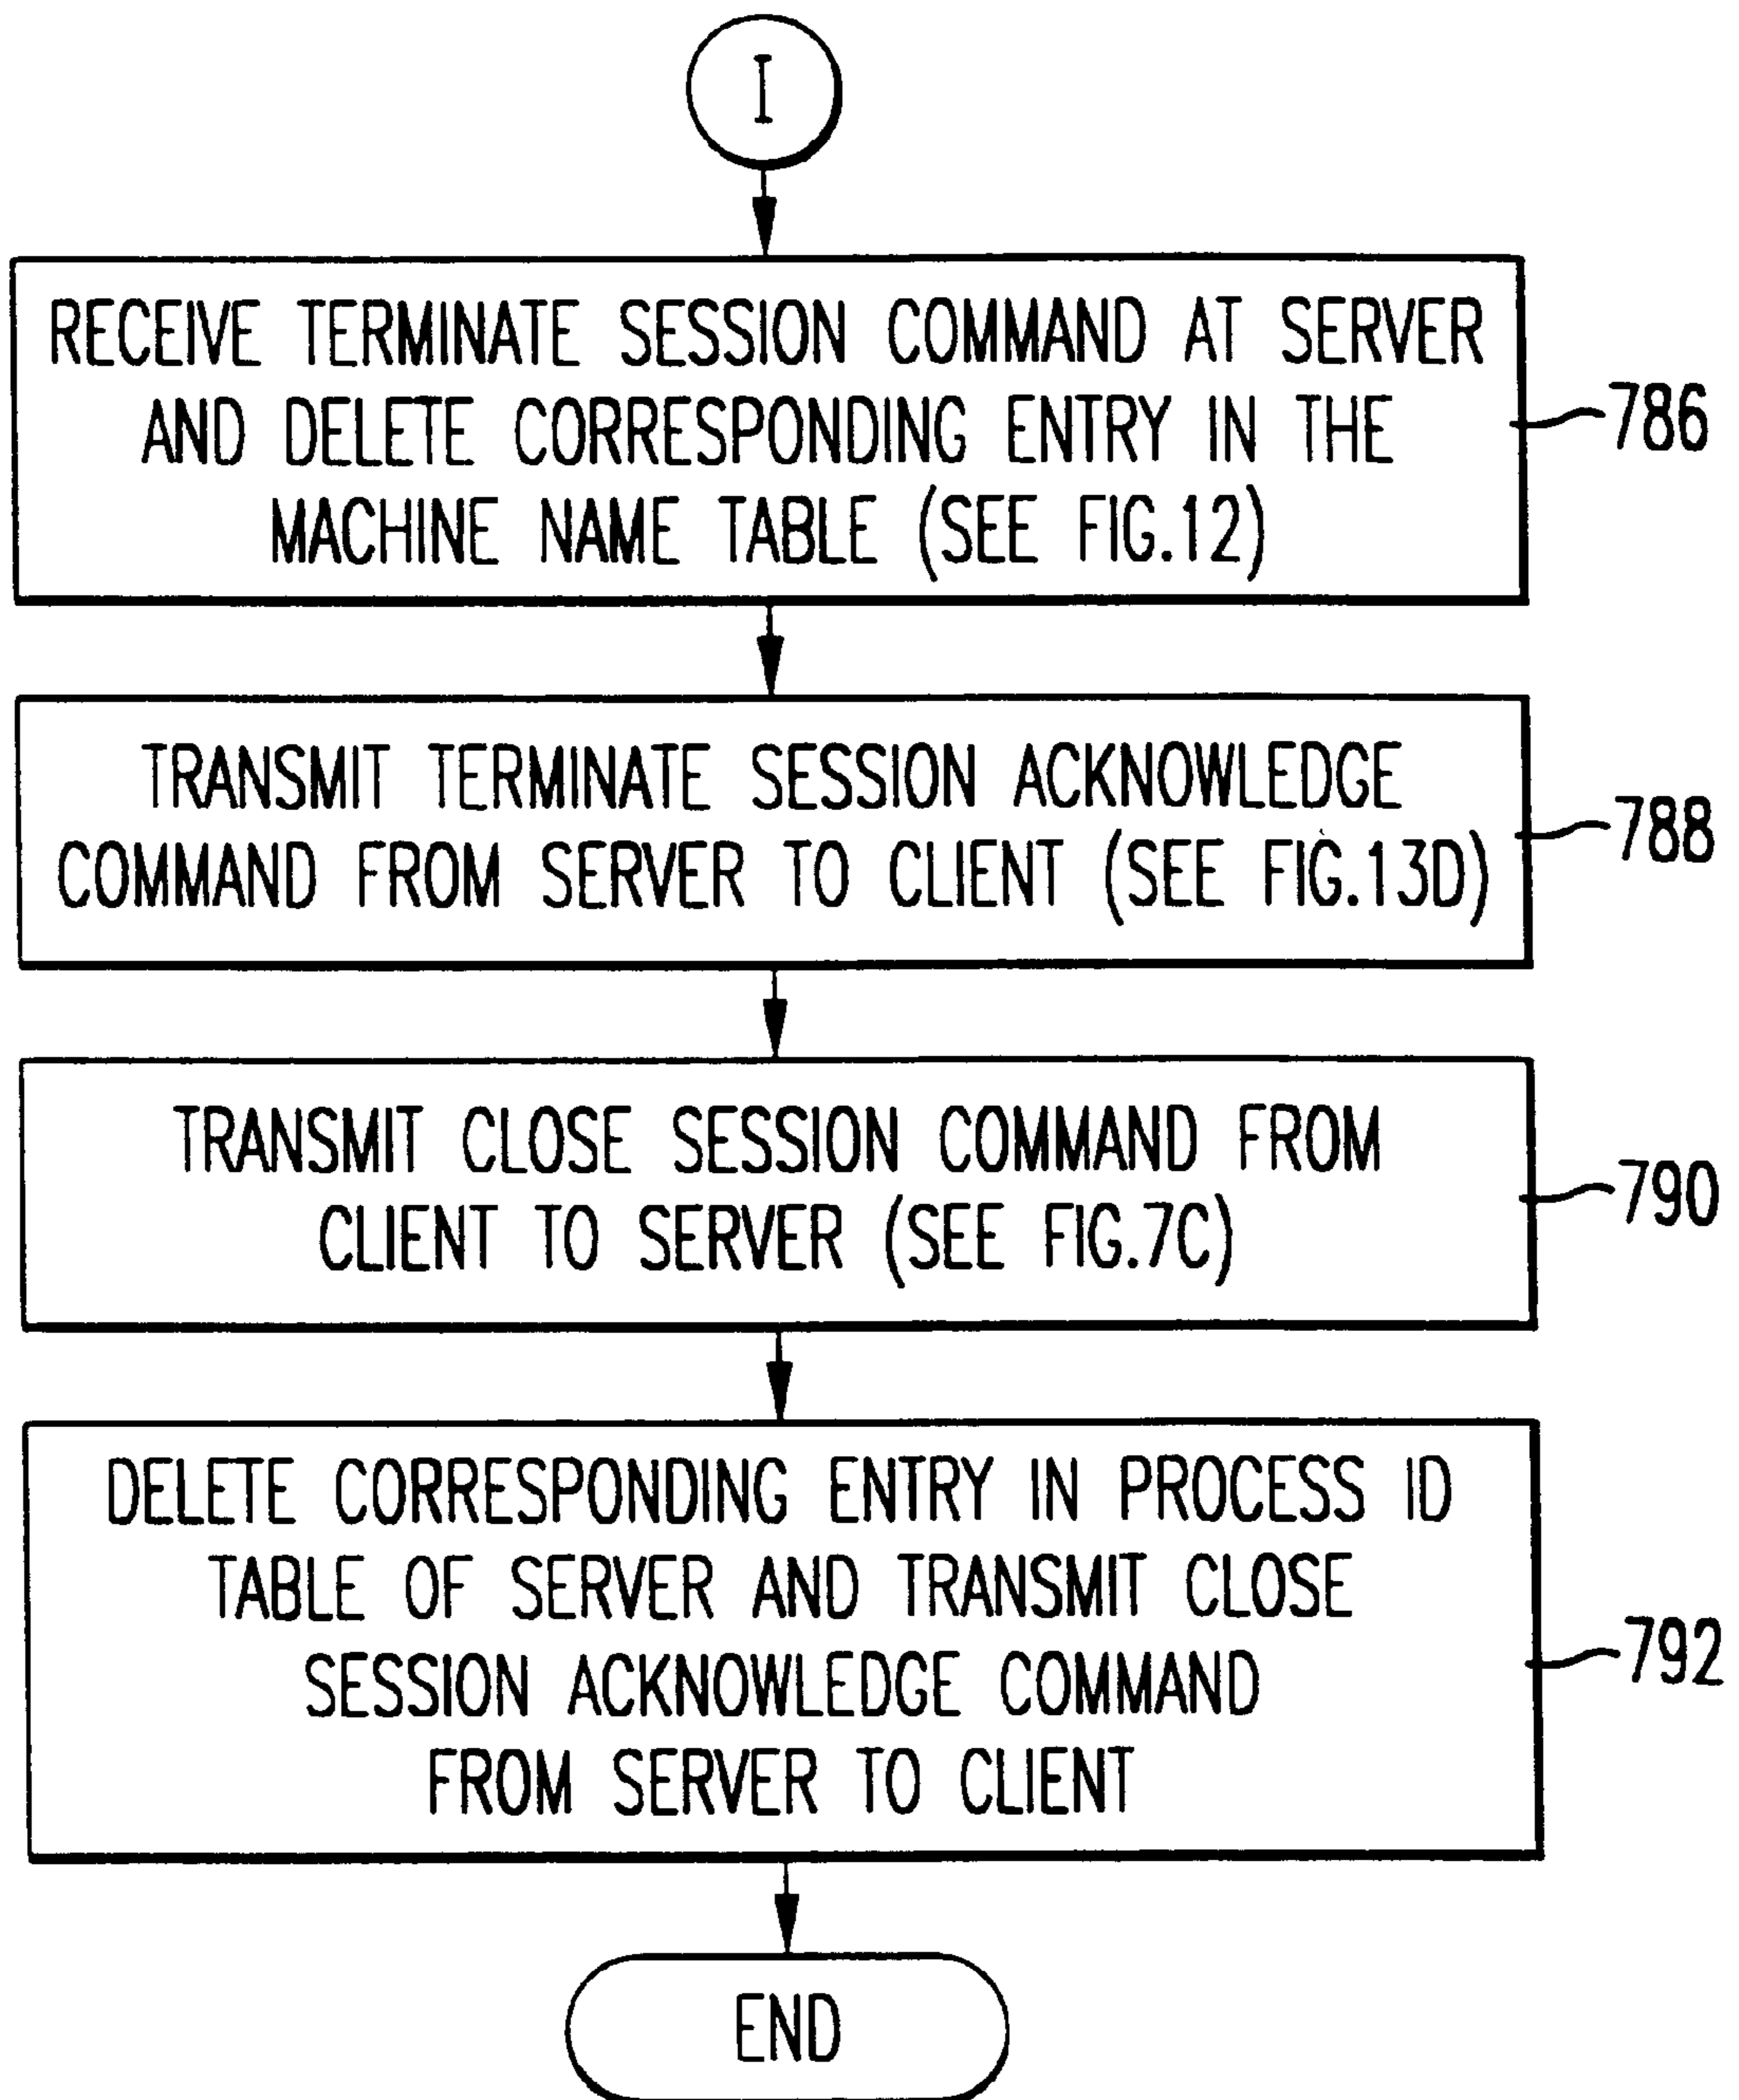 I
RECEIVE TERMINATE SESSION COMMAND AT SERVER
AND DELETE CORRESPONDING ENTRY IN THE
MACHINE NAME TABLE (SEE FIG.12)
786
TRANSMIT TERMINATE SESSION ACKNOWLEDGE
COMMAND FROM SERVER TO CLIENT (SEE FIG.13D)
788
TRANSMIT CLOSE SESSION COMMAND FROM
CLIENT TO SERVER (SEE FIG.7C)
790
DELETE CORRESPONDING ENTRY IN PROCESS ID
TABLE OF SERVER AND TRANSMIT CLOSE
SESSION ACKNOWLEDGE COMMAND
FROM SERVER TO CLIENT
792
END